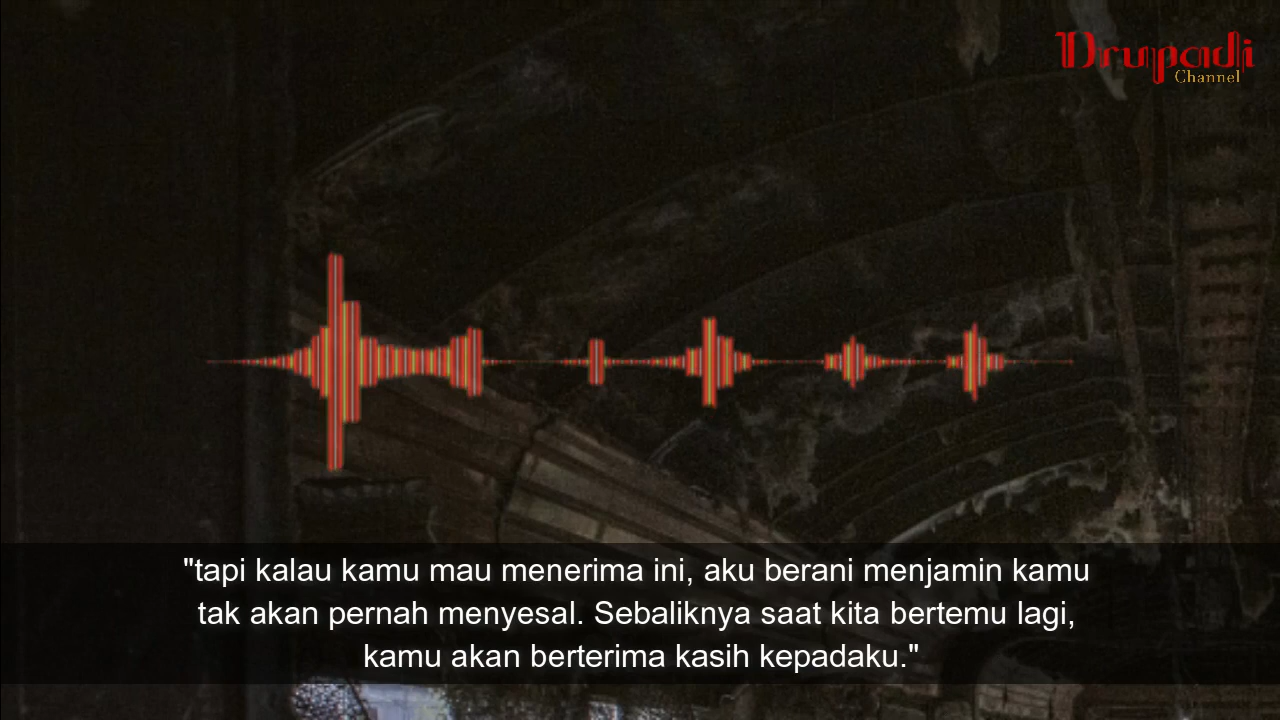 Drupadi
Channel
"tapi kalau kamu mau menerima ini, aku berani menjamin kamu
tak akan pernah menyesal. Sebaliknya saat kita bertemu lagi,
kamu akan berterima kasih kepadaku."